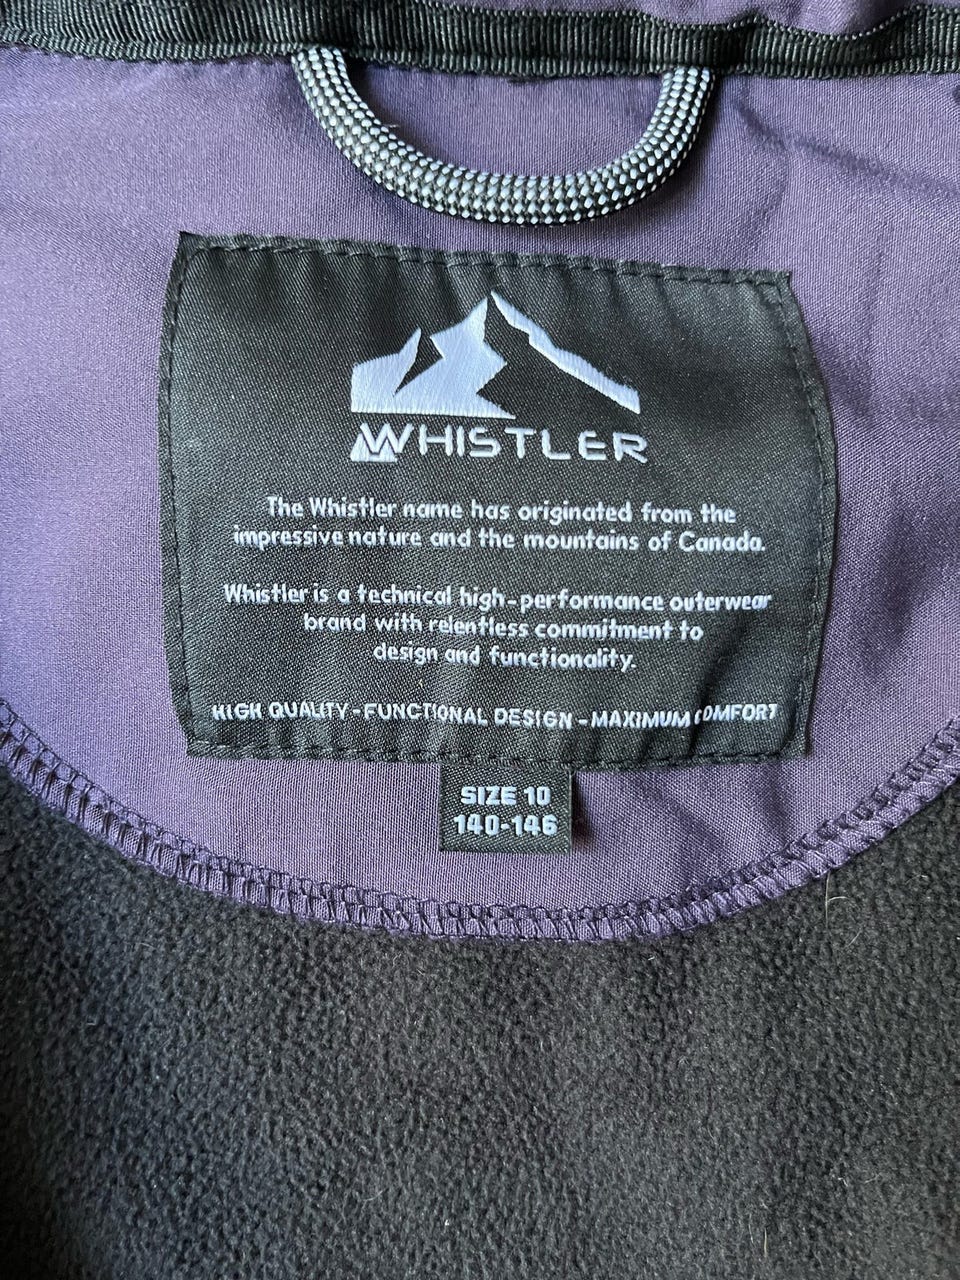 WHISTLER
The Whistler name has originated from the
impressive nature and the mountains of Canada.
Whistler is a technical high-performance outerwear
brand with relentless commitment to
design and functionality.
HIGH QUALITY - FUNCTIONAL DESIGN - MAXIMUM COMFORT
SIZE 10
140-146